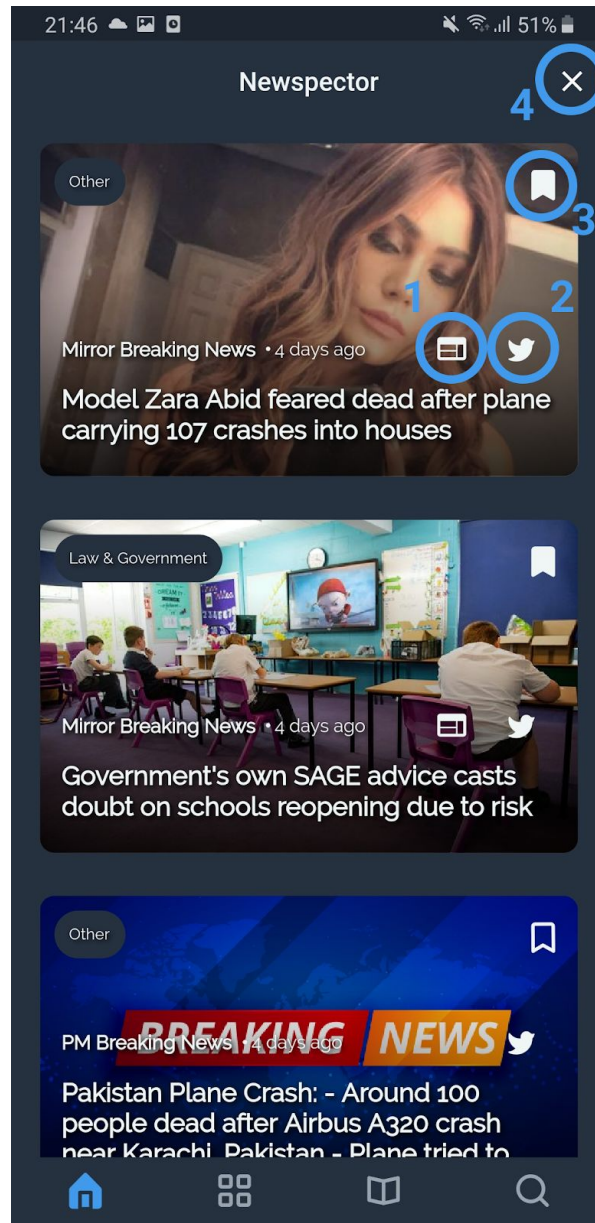 21:46
51%
Newspector
4
Other
3
1
2
Mirror Breaking News • 4 days ago
Model Zara Abid feared dead after plane
carrying 107 crashes into houses
Law & Government
Mirror Breaking News • 4 days ago
Government's own SAGE advice casts
doubt on schools reopening due to risk
Other
BREAKING NEWS
PM Breaking News • 4 days ago
Pakistan Plane Crash: - Around 100
people dead after Airbus A320 crash
near Karachi, Pakistan - Plane tried to